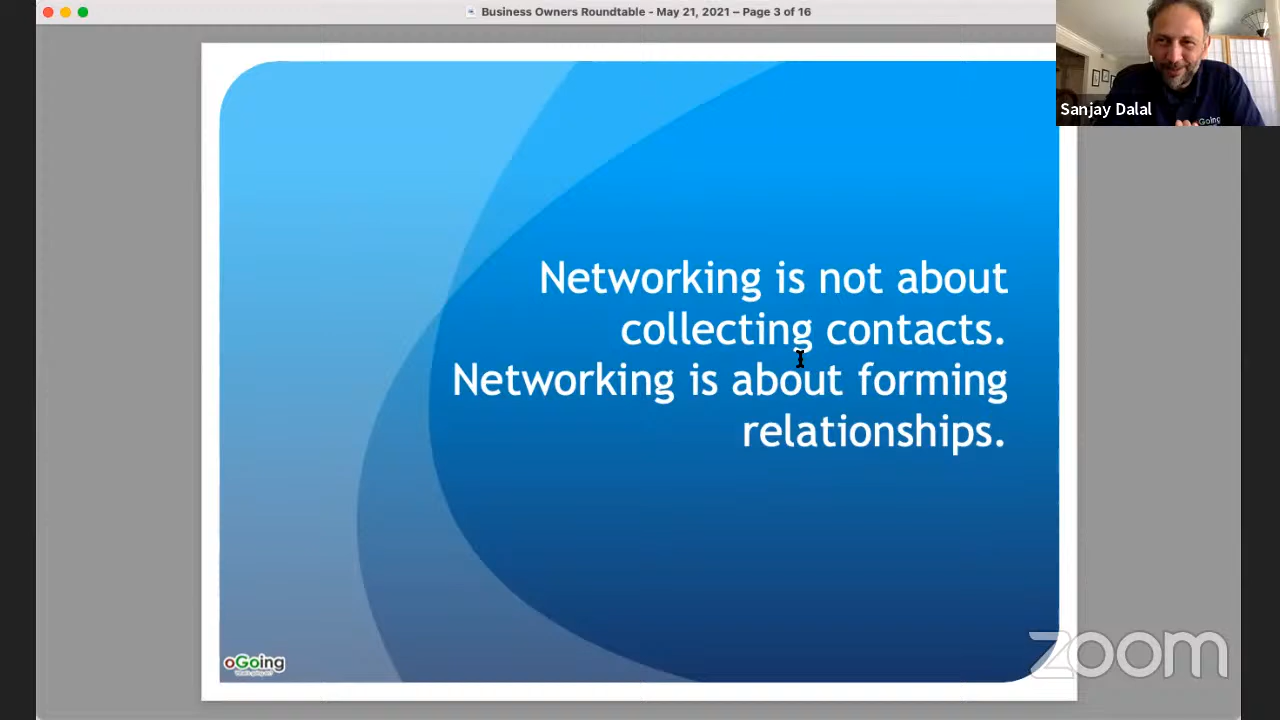 Business Owners Roundtable - May 21, 2021 – Page 3 of 16
Sanjay Dalal
Going
Networking is not about
collecting contacts.
Networking is about forming
relationships.
oGoing
zoom